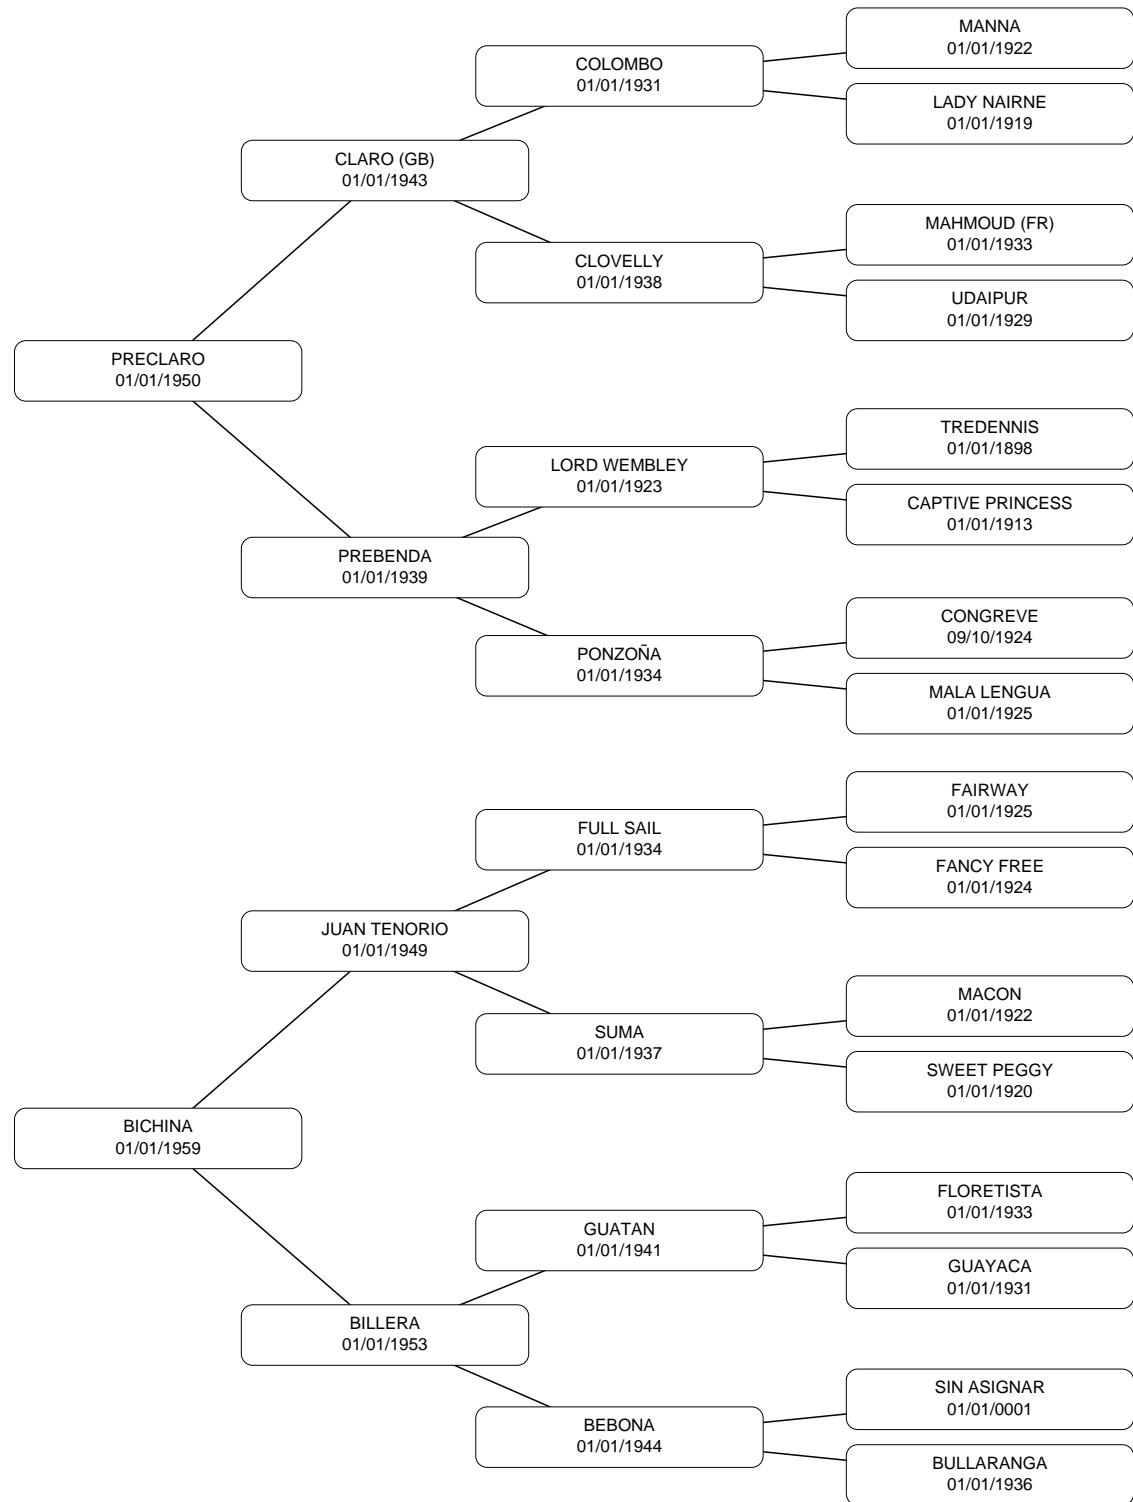 MANNA
01/01/1922
COLOMBO
01/01/1931
LADY NAIRNE
01/01/1919
CLARO (GB)
01/01/1943
MAHMOUD (FR)
01/01/1933
CLOVELLY
01/01/1938
UDAIPUR
01/01/1929
PRECLARO
01/01/1950
TREDENNIS
01/01/1898
LORD WEMBLEY
01/01/1923
CAPTIVE PRINCESS
01/01/1913
PREBENDA
01/01/1939
CONGREVE
09/10/1924
PONZOÑA
01/01/1934
MALA LENGUA
01/01/1925
FAIRWAY
01/01/1925
FULL SAIL
01/01/1934
FANCY FREE
01/01/1924
JUAN TENORIO
01/01/1949
MACON
01/01/1922
SUMA
01/01/1937
SWEET PEGGY
01/01/1920
BICHINA
01/01/1959
FLORETISTA
01/01/1933
GUATAN
01/01/1941
GUAYACA
01/01/1931
BILLERA
01/01/1953
SIN ASIGNAR
01/01/0001
BEBONA
01/01/1944
BULLARANGA
01/01/1936